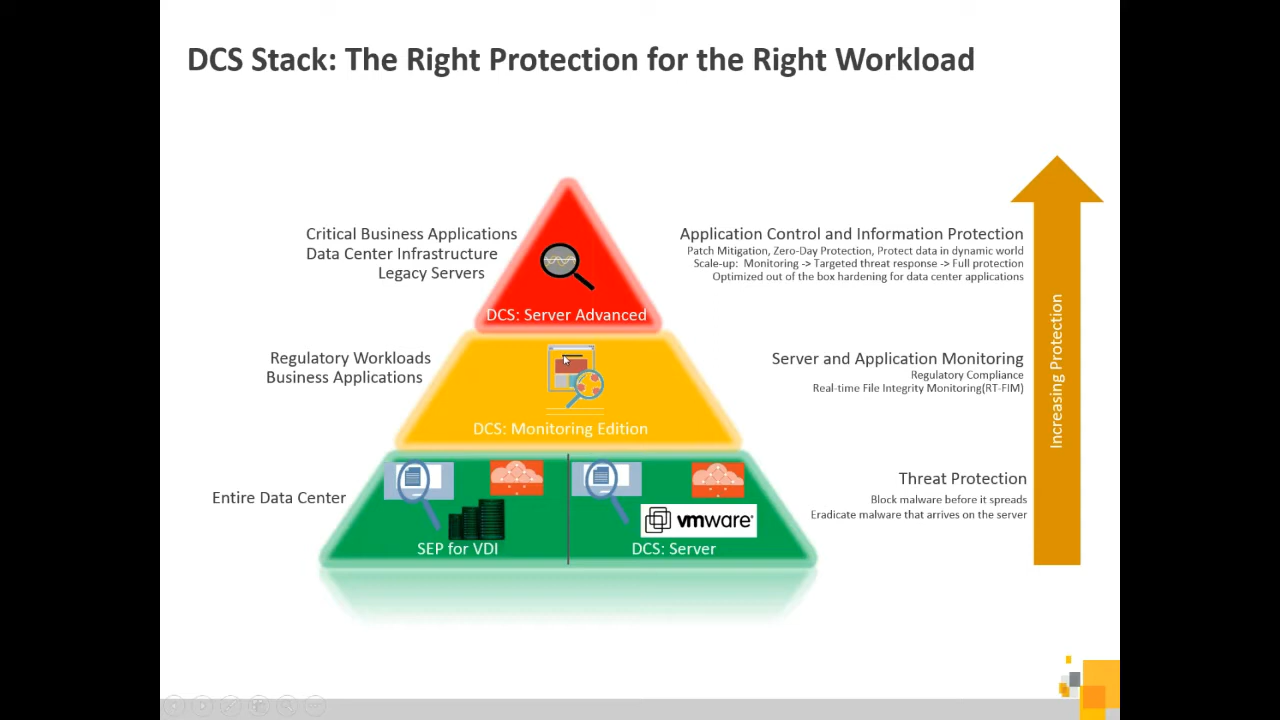 DCS Stack: The Right Protection for the Right Workload
Critical Business Applications
Data Center Infrastructure
Legacy Servers
DCS: Server Advanced
Application Control and Information Protection
Patch Mitigation, Zero-Day Protection, Protect data in dynamic world
Scale-up: Monitoring -> Targeted threat response -> Full protection
Optimized out of the box hardening for data center applications
Regulatory Workloads
Business Applications
DCS: Monitoring Edition
Server and Application Monitoring
Regulatory Compliance
Real-time File Integrity Monitoring(RT-FIM)
Entire Data Center
SEP for VDI
vmware
DCS: Server
Threat Protection
Block malware before it spreads
Eradicate malware that arrives on the server
Increasing Protection